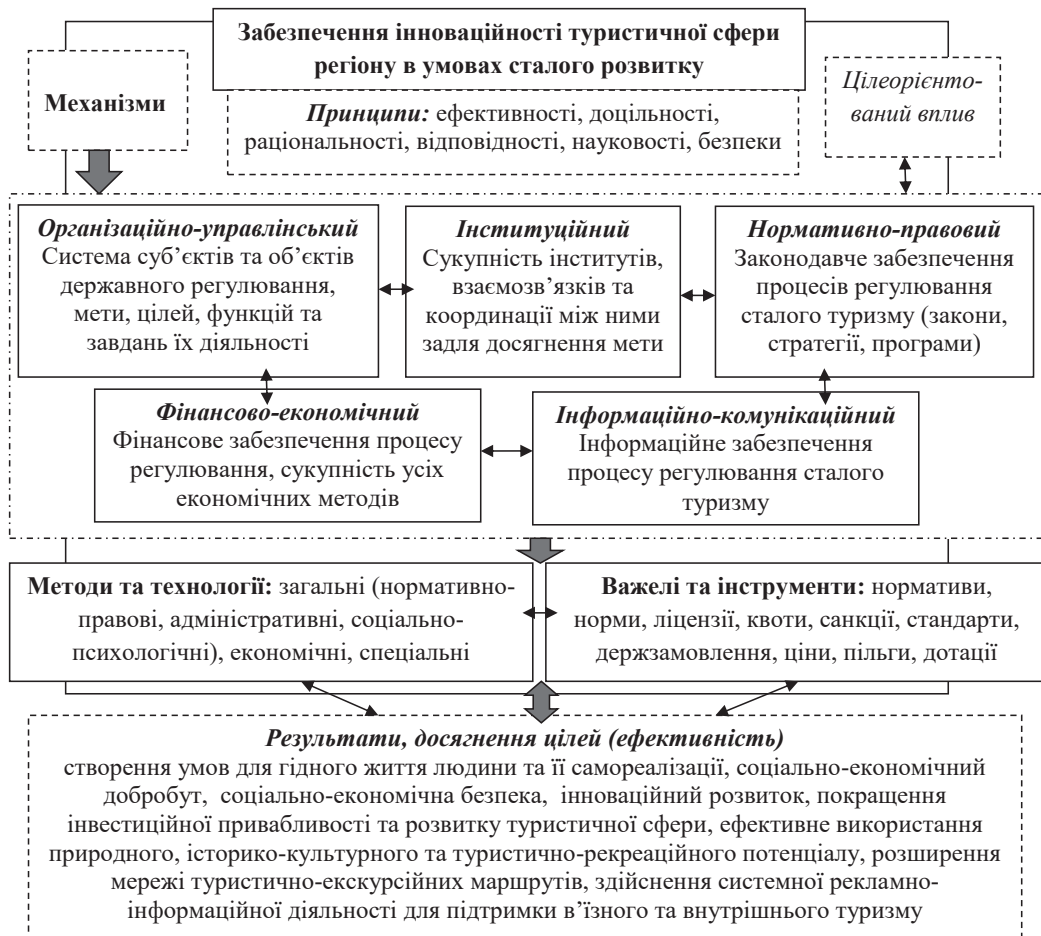 Забезпечення інноваційності туристичної сфери
регіону в умовах сталого розвитку
Механізми
Принципи: ефективності, доцільності,
раціональності, відповідності, науковості, безпеки
Цілеорієнто-
ваний вплив
Організаційно-управлінський
Система суб’єктів та об’єктів
державного регулювання,
мети, цілей, функцій та
завдань їх діяльності
Інституційний
Сукупність інститутів,
взаємозв’язків та
координації між ними
задля досягнення мети
Нормативно-правовий
Законодавче забезпечення
процесів регулювання
сталого туризму (закони,
стратегії, програми)
Фінансово-економічний
Фінансове забезпечення процесу
регулювання, сукупність усіх
економічних методів
Інформаційно-комунікаційний
Інформаційне забезпечення
процесу регулювання сталого
туризму
Методи та технології: загальні (нормативно-
правові, адміністративні, соціально-
психологічні), економічні, спеціальні
Важелі та інструменти: нормативи,
норми, ліцензії, квоти, санкції, стандарти,
держзамовлення, ціни, пільги, дотації
Результати, досягнення цілей (ефективність)
створення умов для гідного життя людини та її самореалізації, соціально-економічний
добробут, соціально-економічна безпека, інноваційний розвиток, покращення
інвестиційної привабливості та розвитку туристичної сфери, ефективне використання
природного, історико-культурного та туристично-рекреаційного потенціалу, розширення
мережі туристично-екскурсійних маршрутів, здійснення системної рекламно-
інформаційної діяльності для підтримки в’їзного та внутрішнього туризму